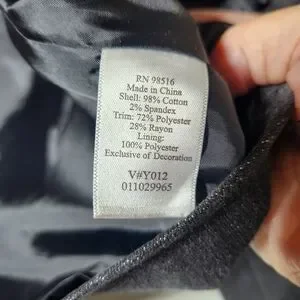 RN 98516
Made in China
Shell: 98% Cotton
2% Spandex
Trim: 72% Polyester
28% Rayon
Lining:
100% Polyester
Exclusive of Decoration
V#Y012
011029965